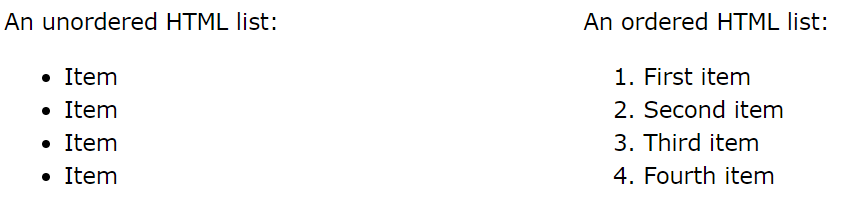 An unordered HTML list:
• Item
• Item
• Item
• Item
An ordered HTML list:
1. First item
2. Second item
3. Third item
4. Fourth item